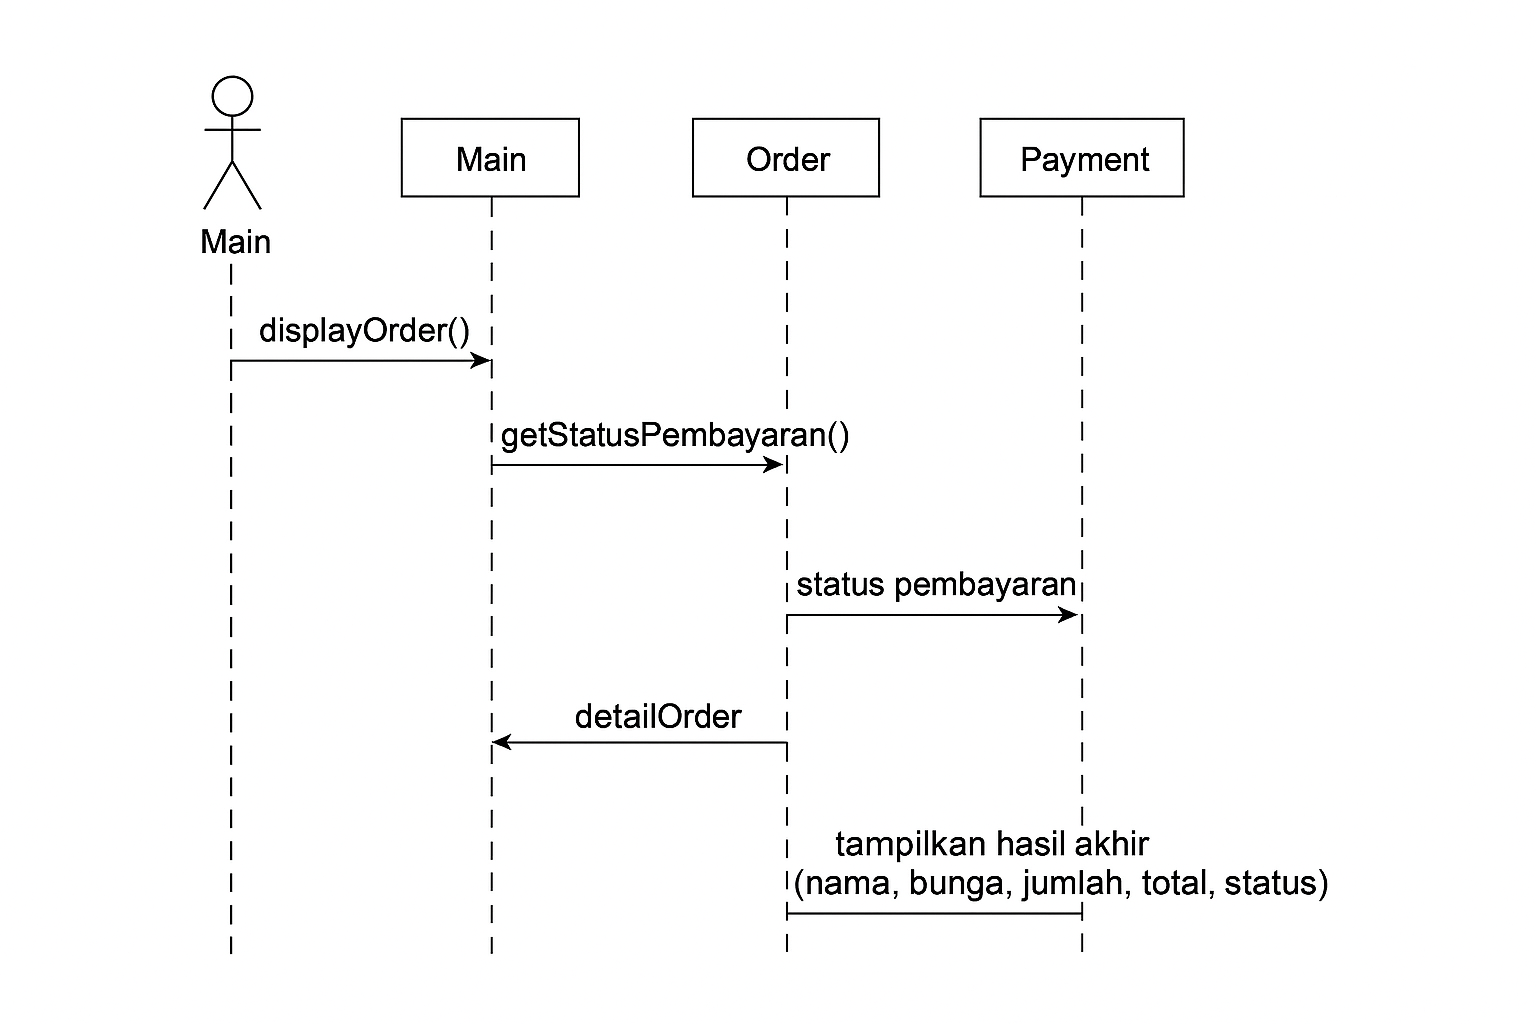 Main
Order
Payment
Main
displayOrder()
getStatusPembayaran()
status pembayaran
detailOrder
tampilkan hasil akhir
(nama, bunga, jumlah, total, status)